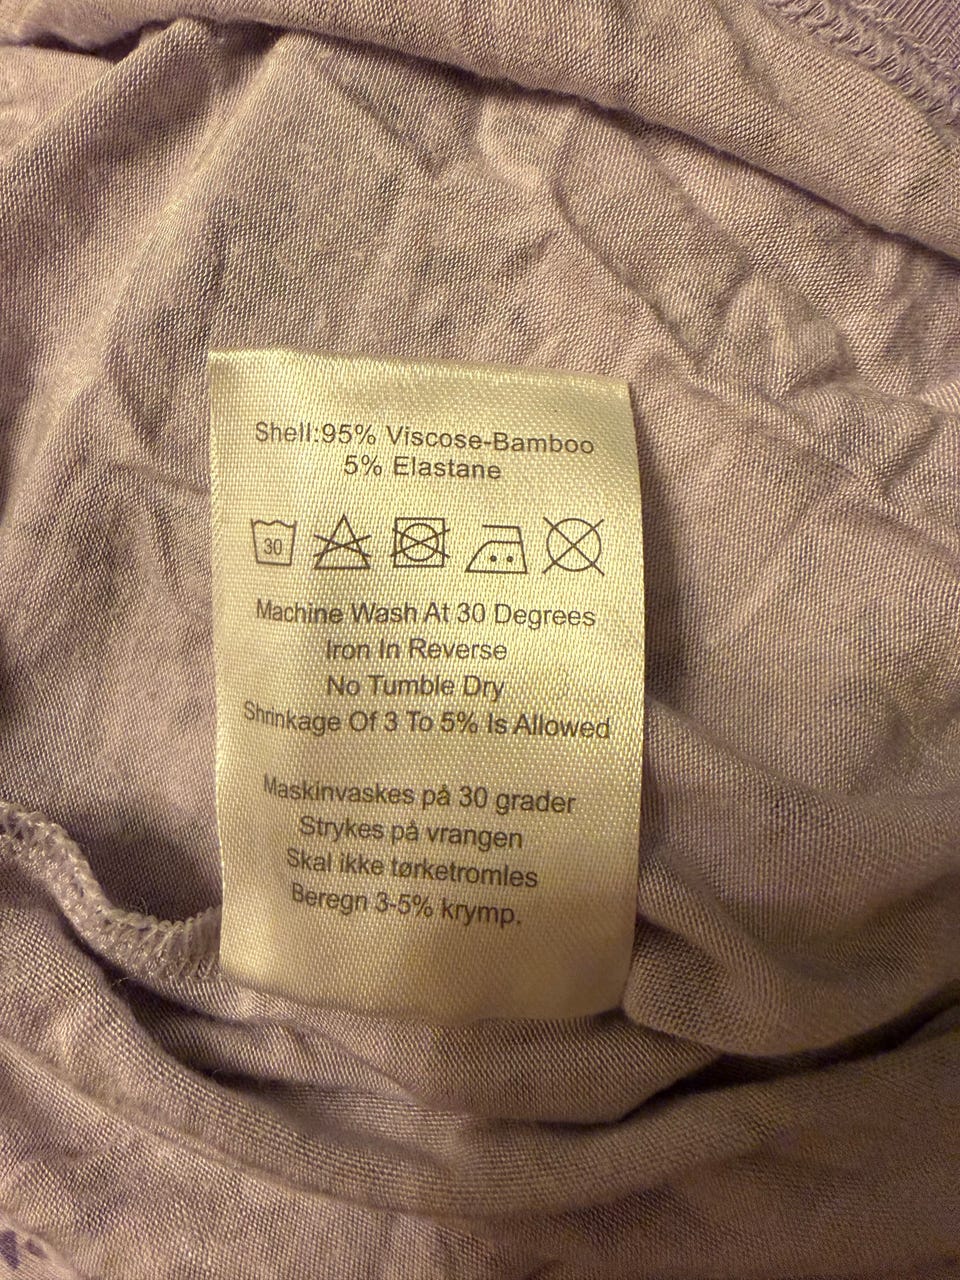 Shell:95% Viscose-Bamboo
5% Elastane
30
Machine Wash At 30 Degrees
Iron In Reverse
No Tumble Dry
Shrinkage Of 3 To 5% Is Allowed
Maskinvaskes på 30 grader
Strykes på vrangen
Skal ikke tørketromles
Beregn 3-5% krymp.